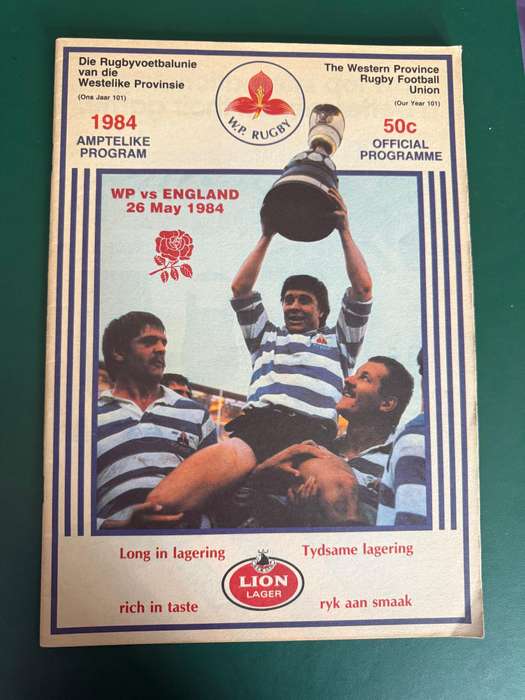 Die Rugbyvoetbalunie
van die
Westelike Provinsie
(Ons Jaar 101)
1984
AMPTELIKE
PROGRAM
W.P. RUGBY
The Western Province
Rugby Football
Union
(Our Year 101)
50c
OFFICIAL
PROGRAMME
WP vs ENGLAND
26 May 1984
Long in lagering
rich in taste
LION
LAGER
Tydsame lagering
ryk aan smaak